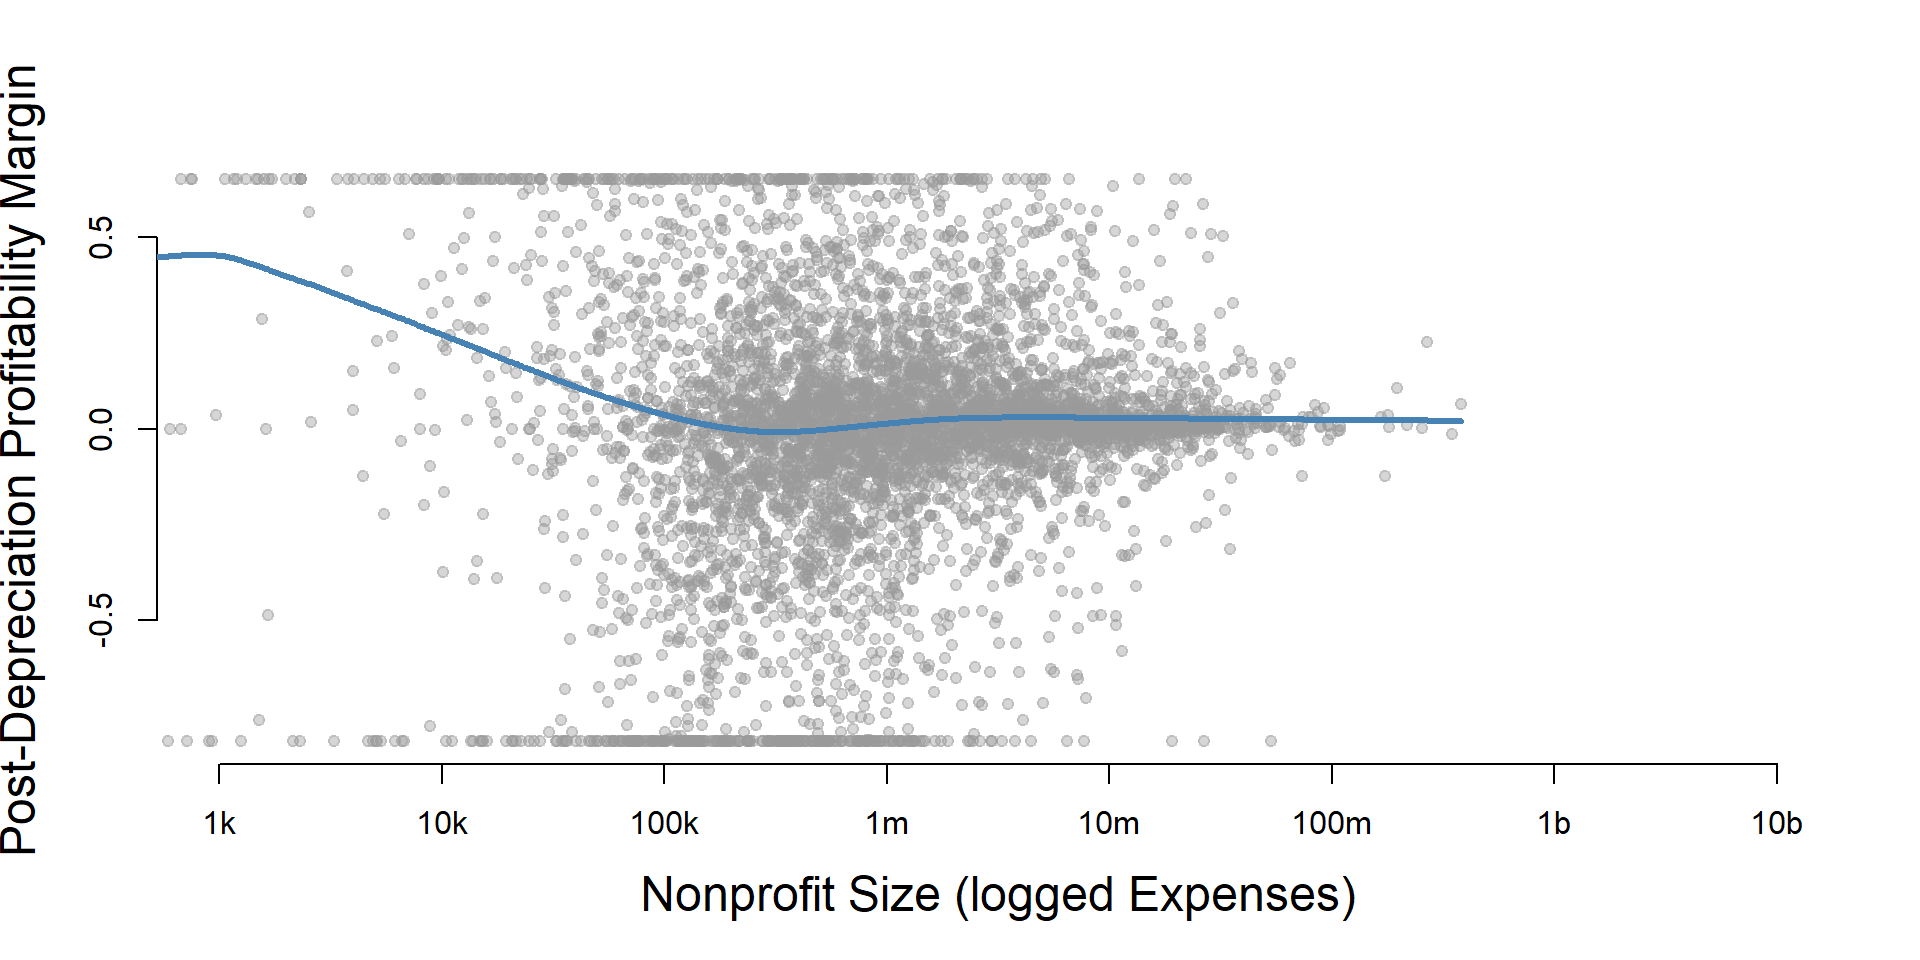 Post-Depreciation Profitability Margin
0.5
0.0
-0.5
1k 10k 100k 1m 10m 100m 1b 10b
Nonprofit Size (logged Expenses)